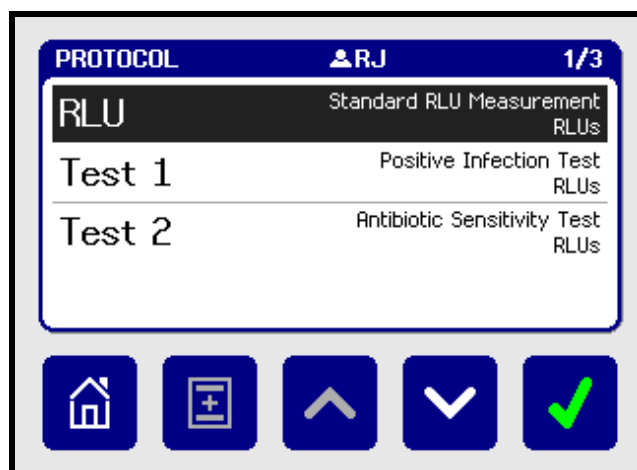 PROTOCOL RJ 1/3
RLU Standard RLU Measurement
RLUs
Test 1 Positive Infection Test
RLUs
Test 2 Antibiotic Sensitivity Test
RLUs